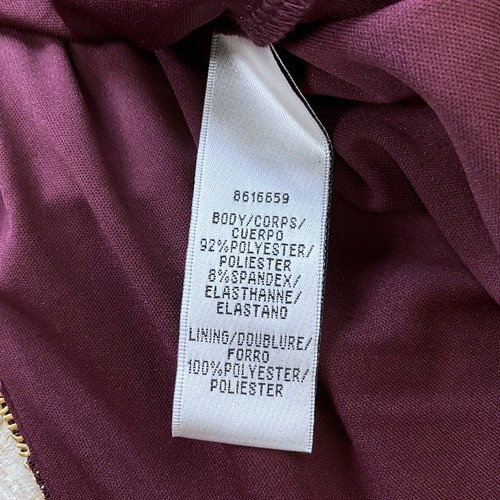 8616659
BODY/CORPS/
CUERPO
92%POLYESTER/
POLIESTER
8%SPANDEX/
ELASTHANNE/
ELASTANO
LINING/DOUBLURE/
FORRO
100%POLYESTER/
POLIESTER